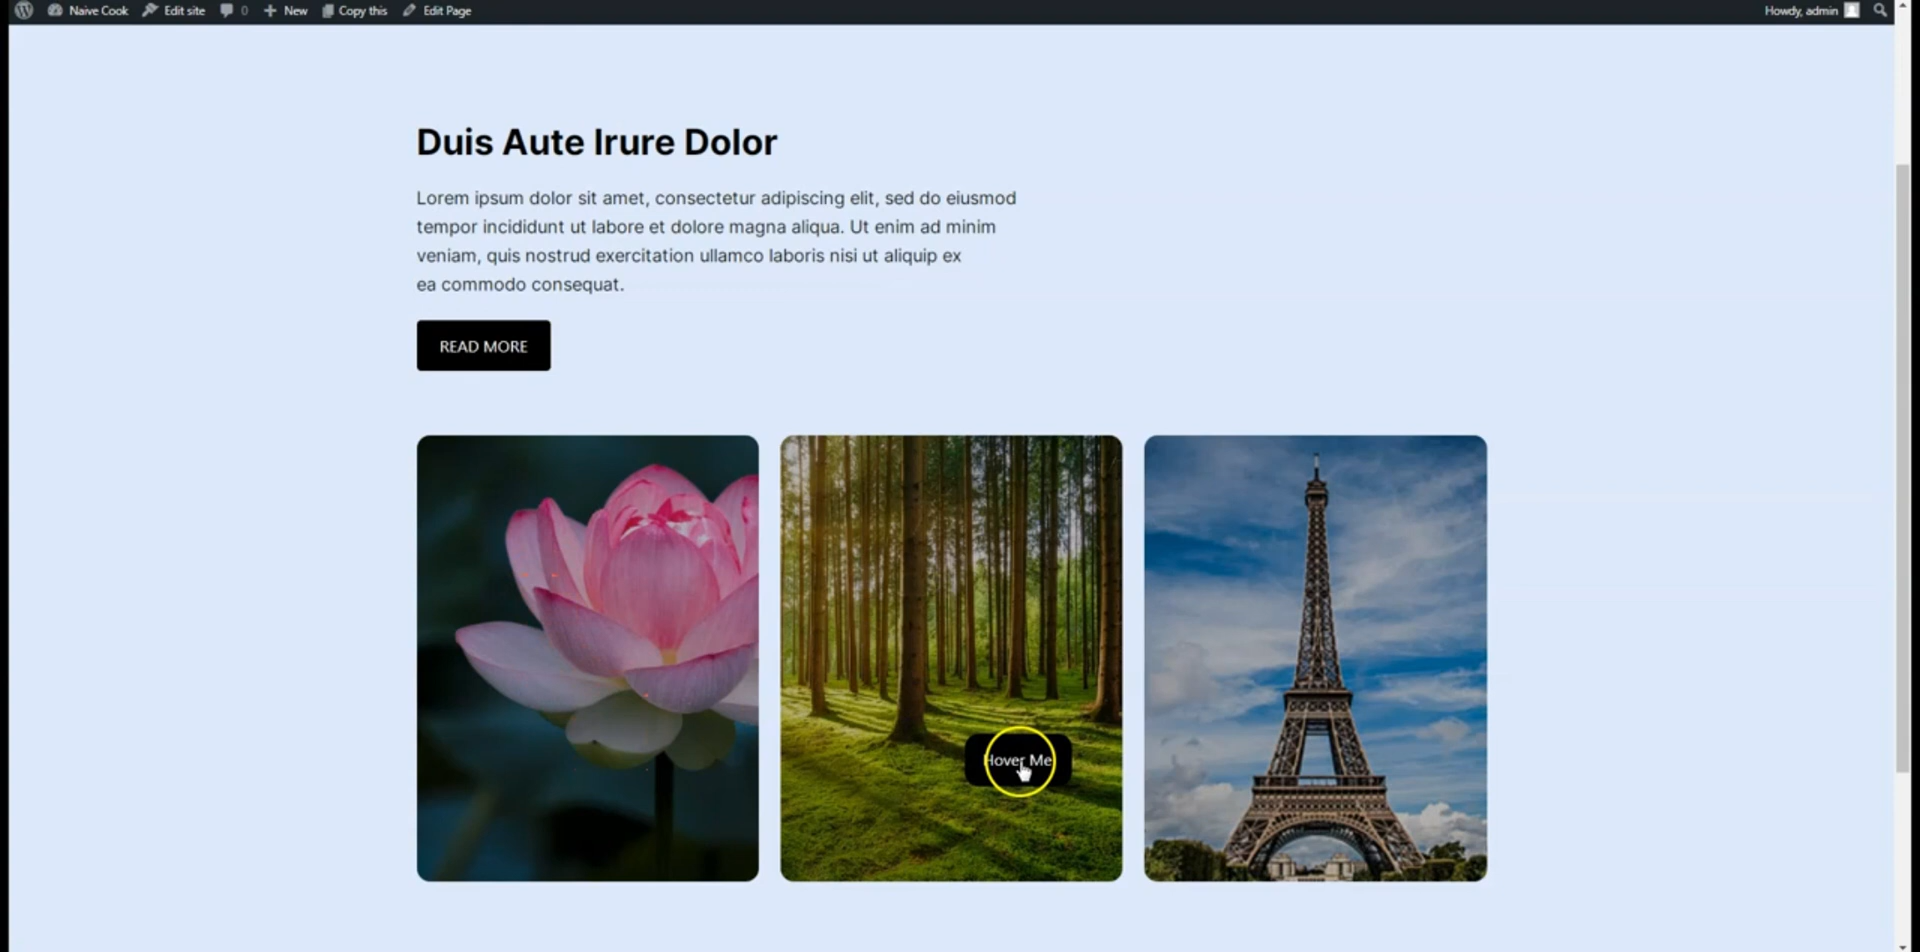 Naive Cook Edit site 0 New Copy this Edit Page Howdy, admin
Duis Aute Irure Dolor
Lorem ipsum dolor sit amet, consectetur adipiscing elit, sed do eiusmod
tempor incididunt ut labore et dolore magna aliqua. Ut enim ad minim
veniam, quis nostrud exercitation ullamco laboris nisi ut aliquip ex
ea commodo consequat.
READ MORE
Hover Me